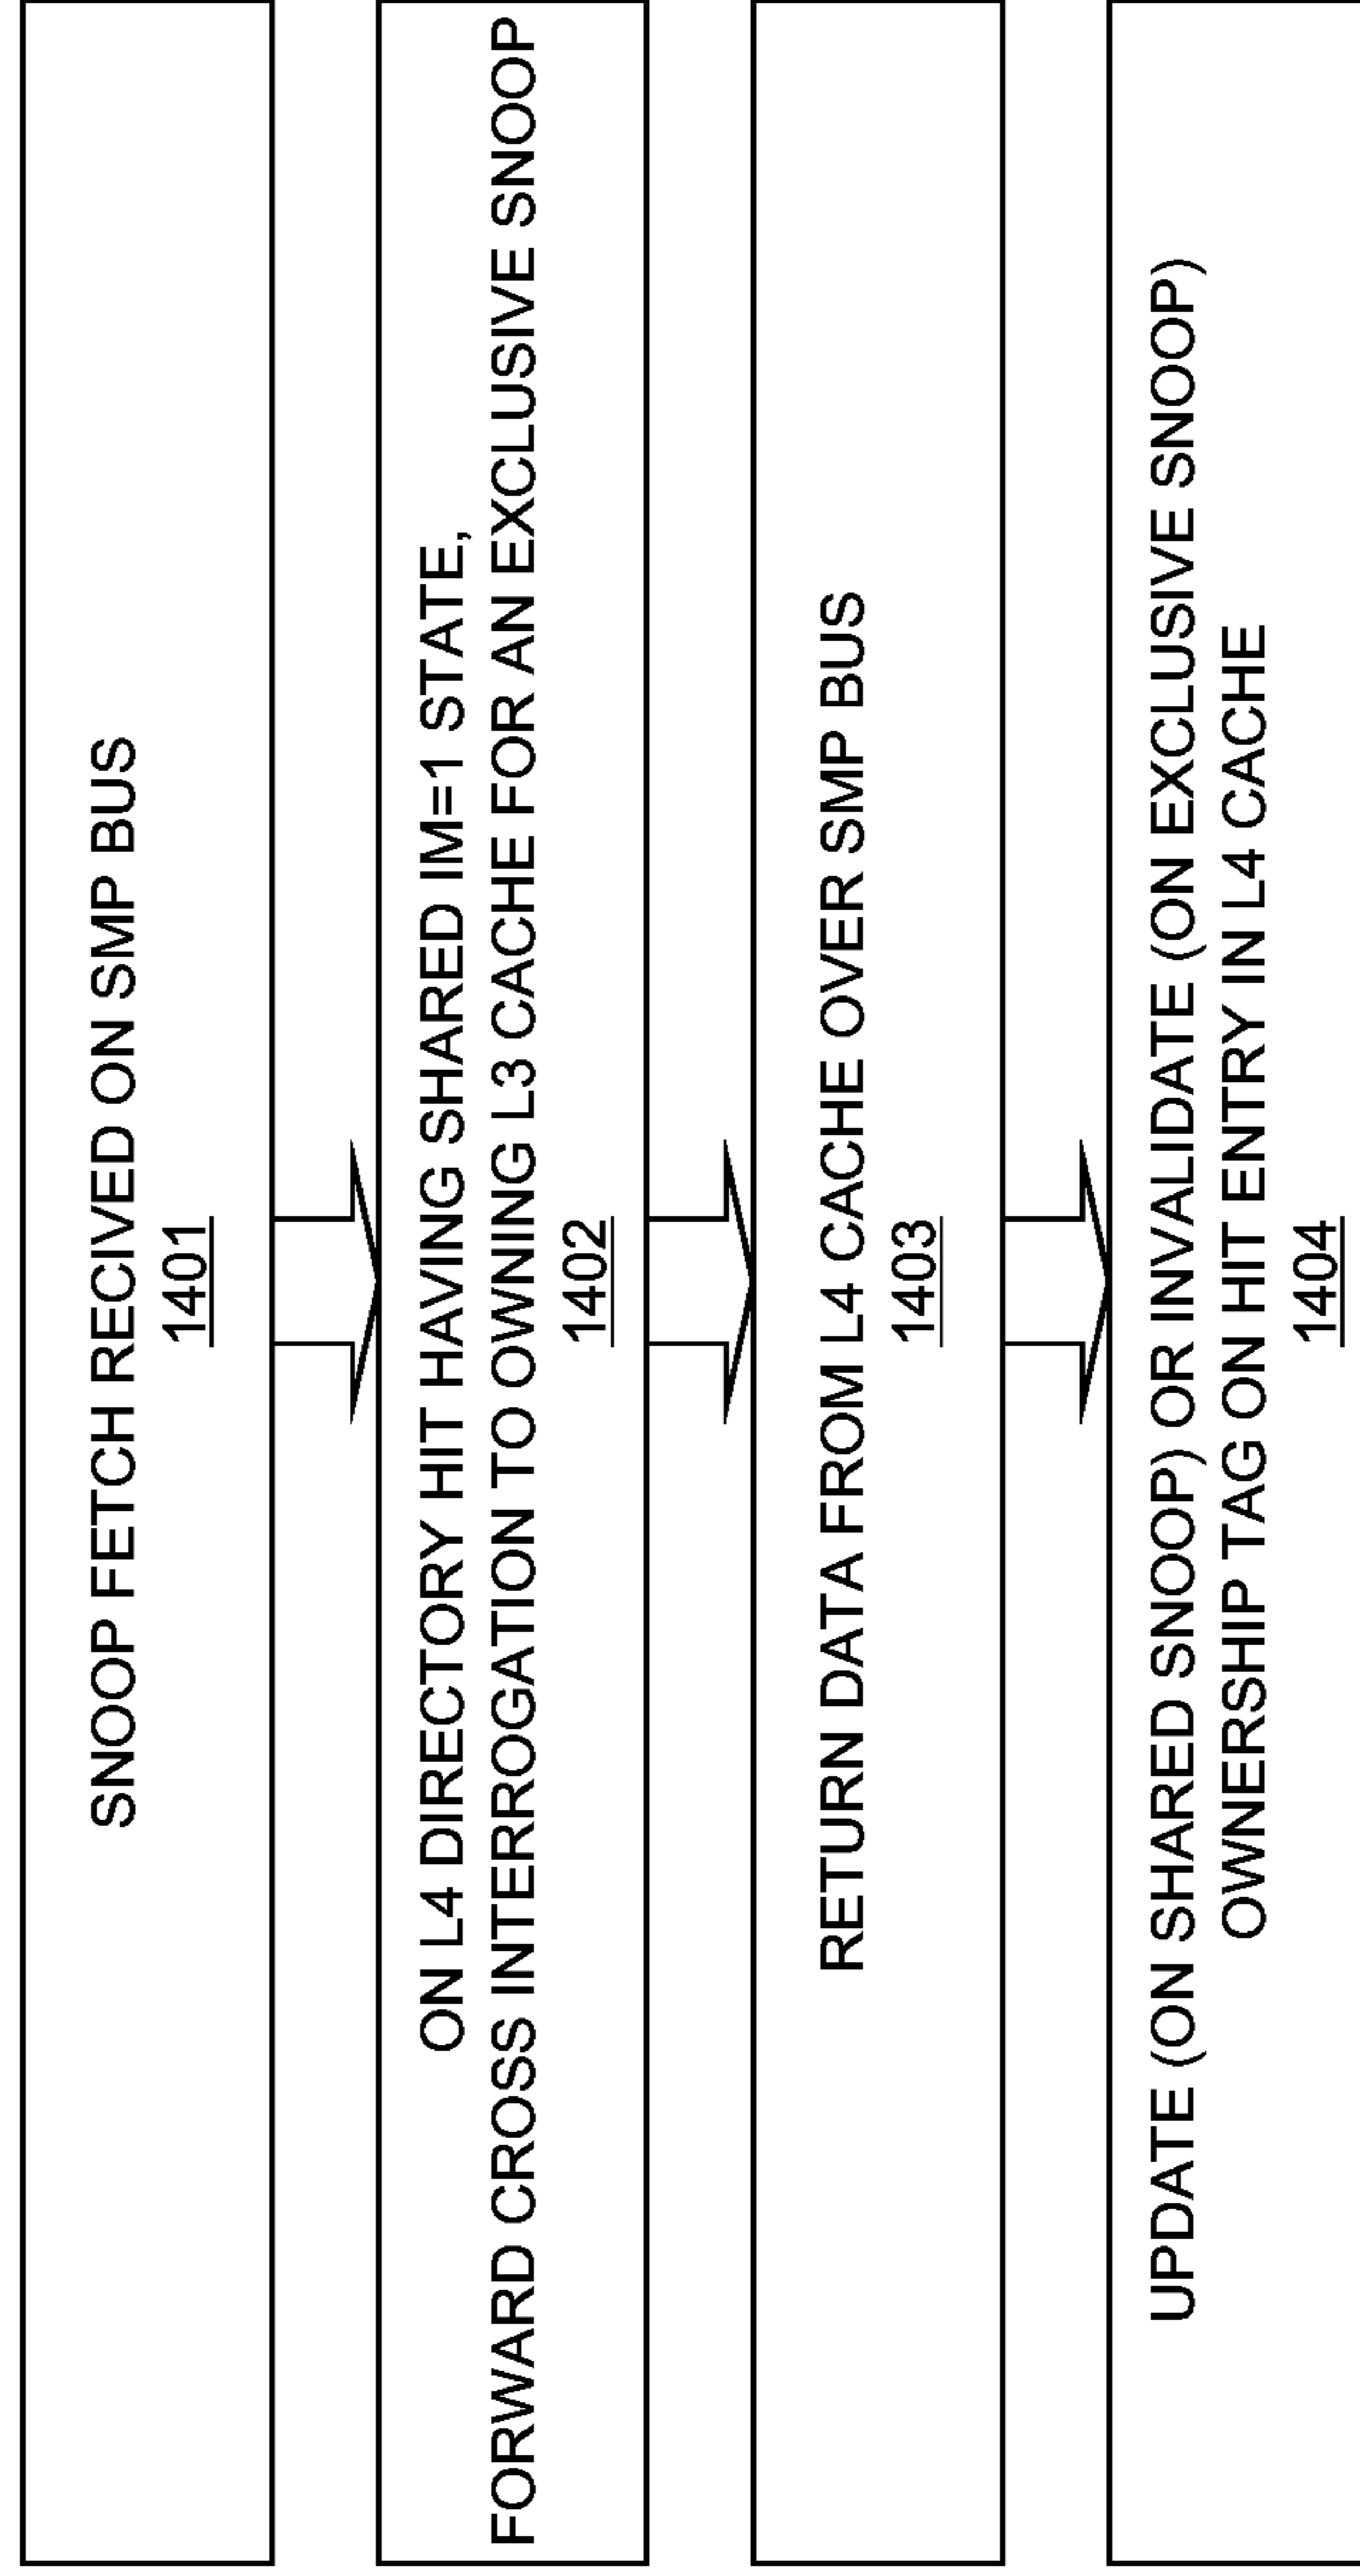 SNOOP FETCH RECIVED ON SMP BUS
1401
ON L4 DIRECTORY HIT HAVING SHARED IM=1 STATE,
FORWARD CROSS INTERROGATION TO OWNING L3 CACHE FOR AN EXCLUSIVE SNOOP
1402
RETURN DATA FROM L4 CACHE OVER SMP BUS
1403
UPDATE (ON SHARED SNOOP) OR INVALIDATE (ON EXCLUSIVE SNOOP)
OWNERSHIP TAG ON HIT ENTRY IN L4 CACHE
1404